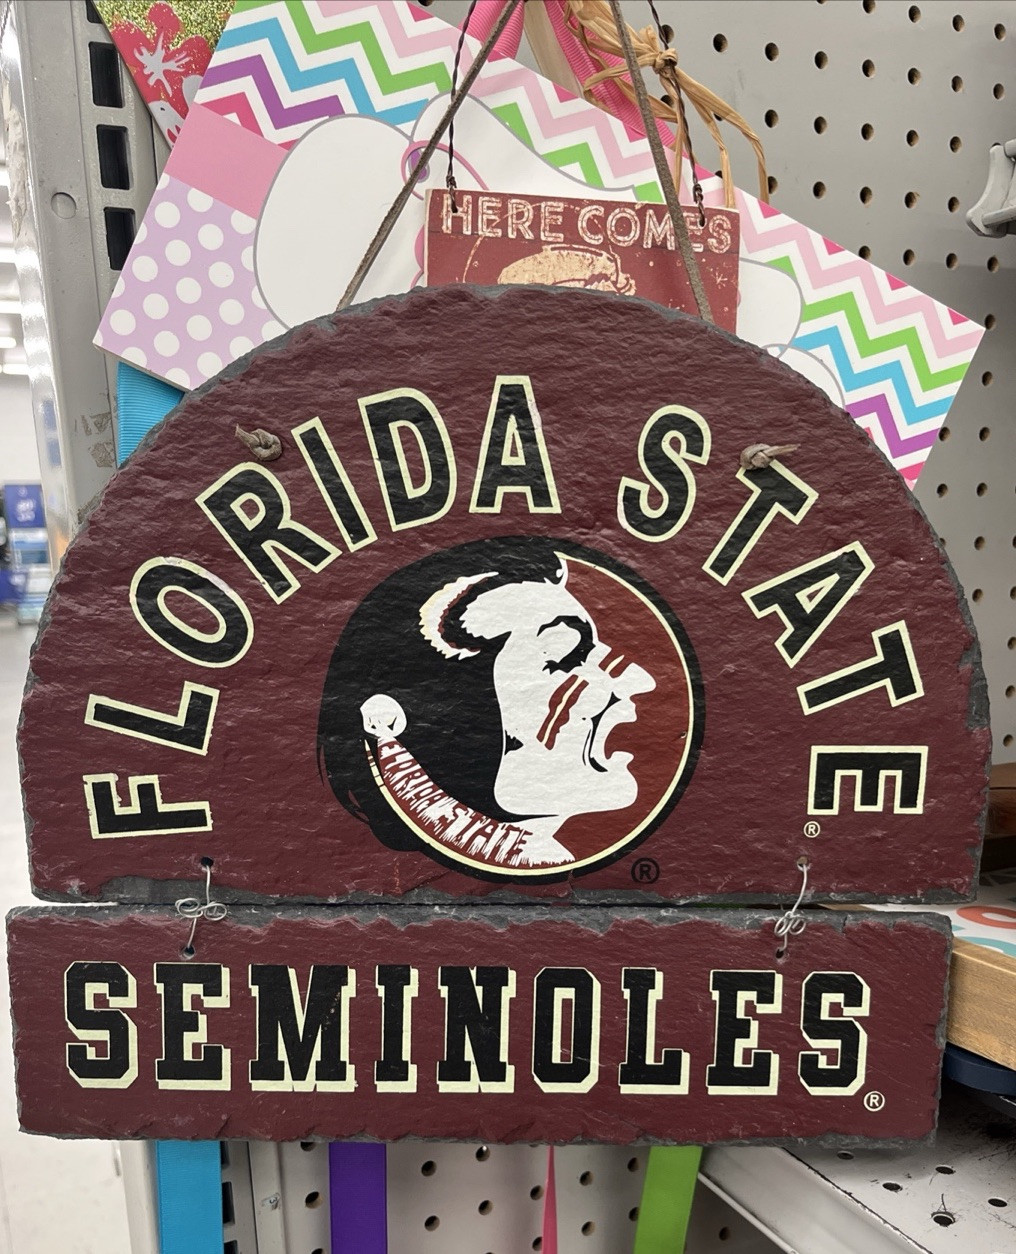 HERE COMES
FLORIDA STATE
®
FLORIDA STATE
®
SEMINOLES
®